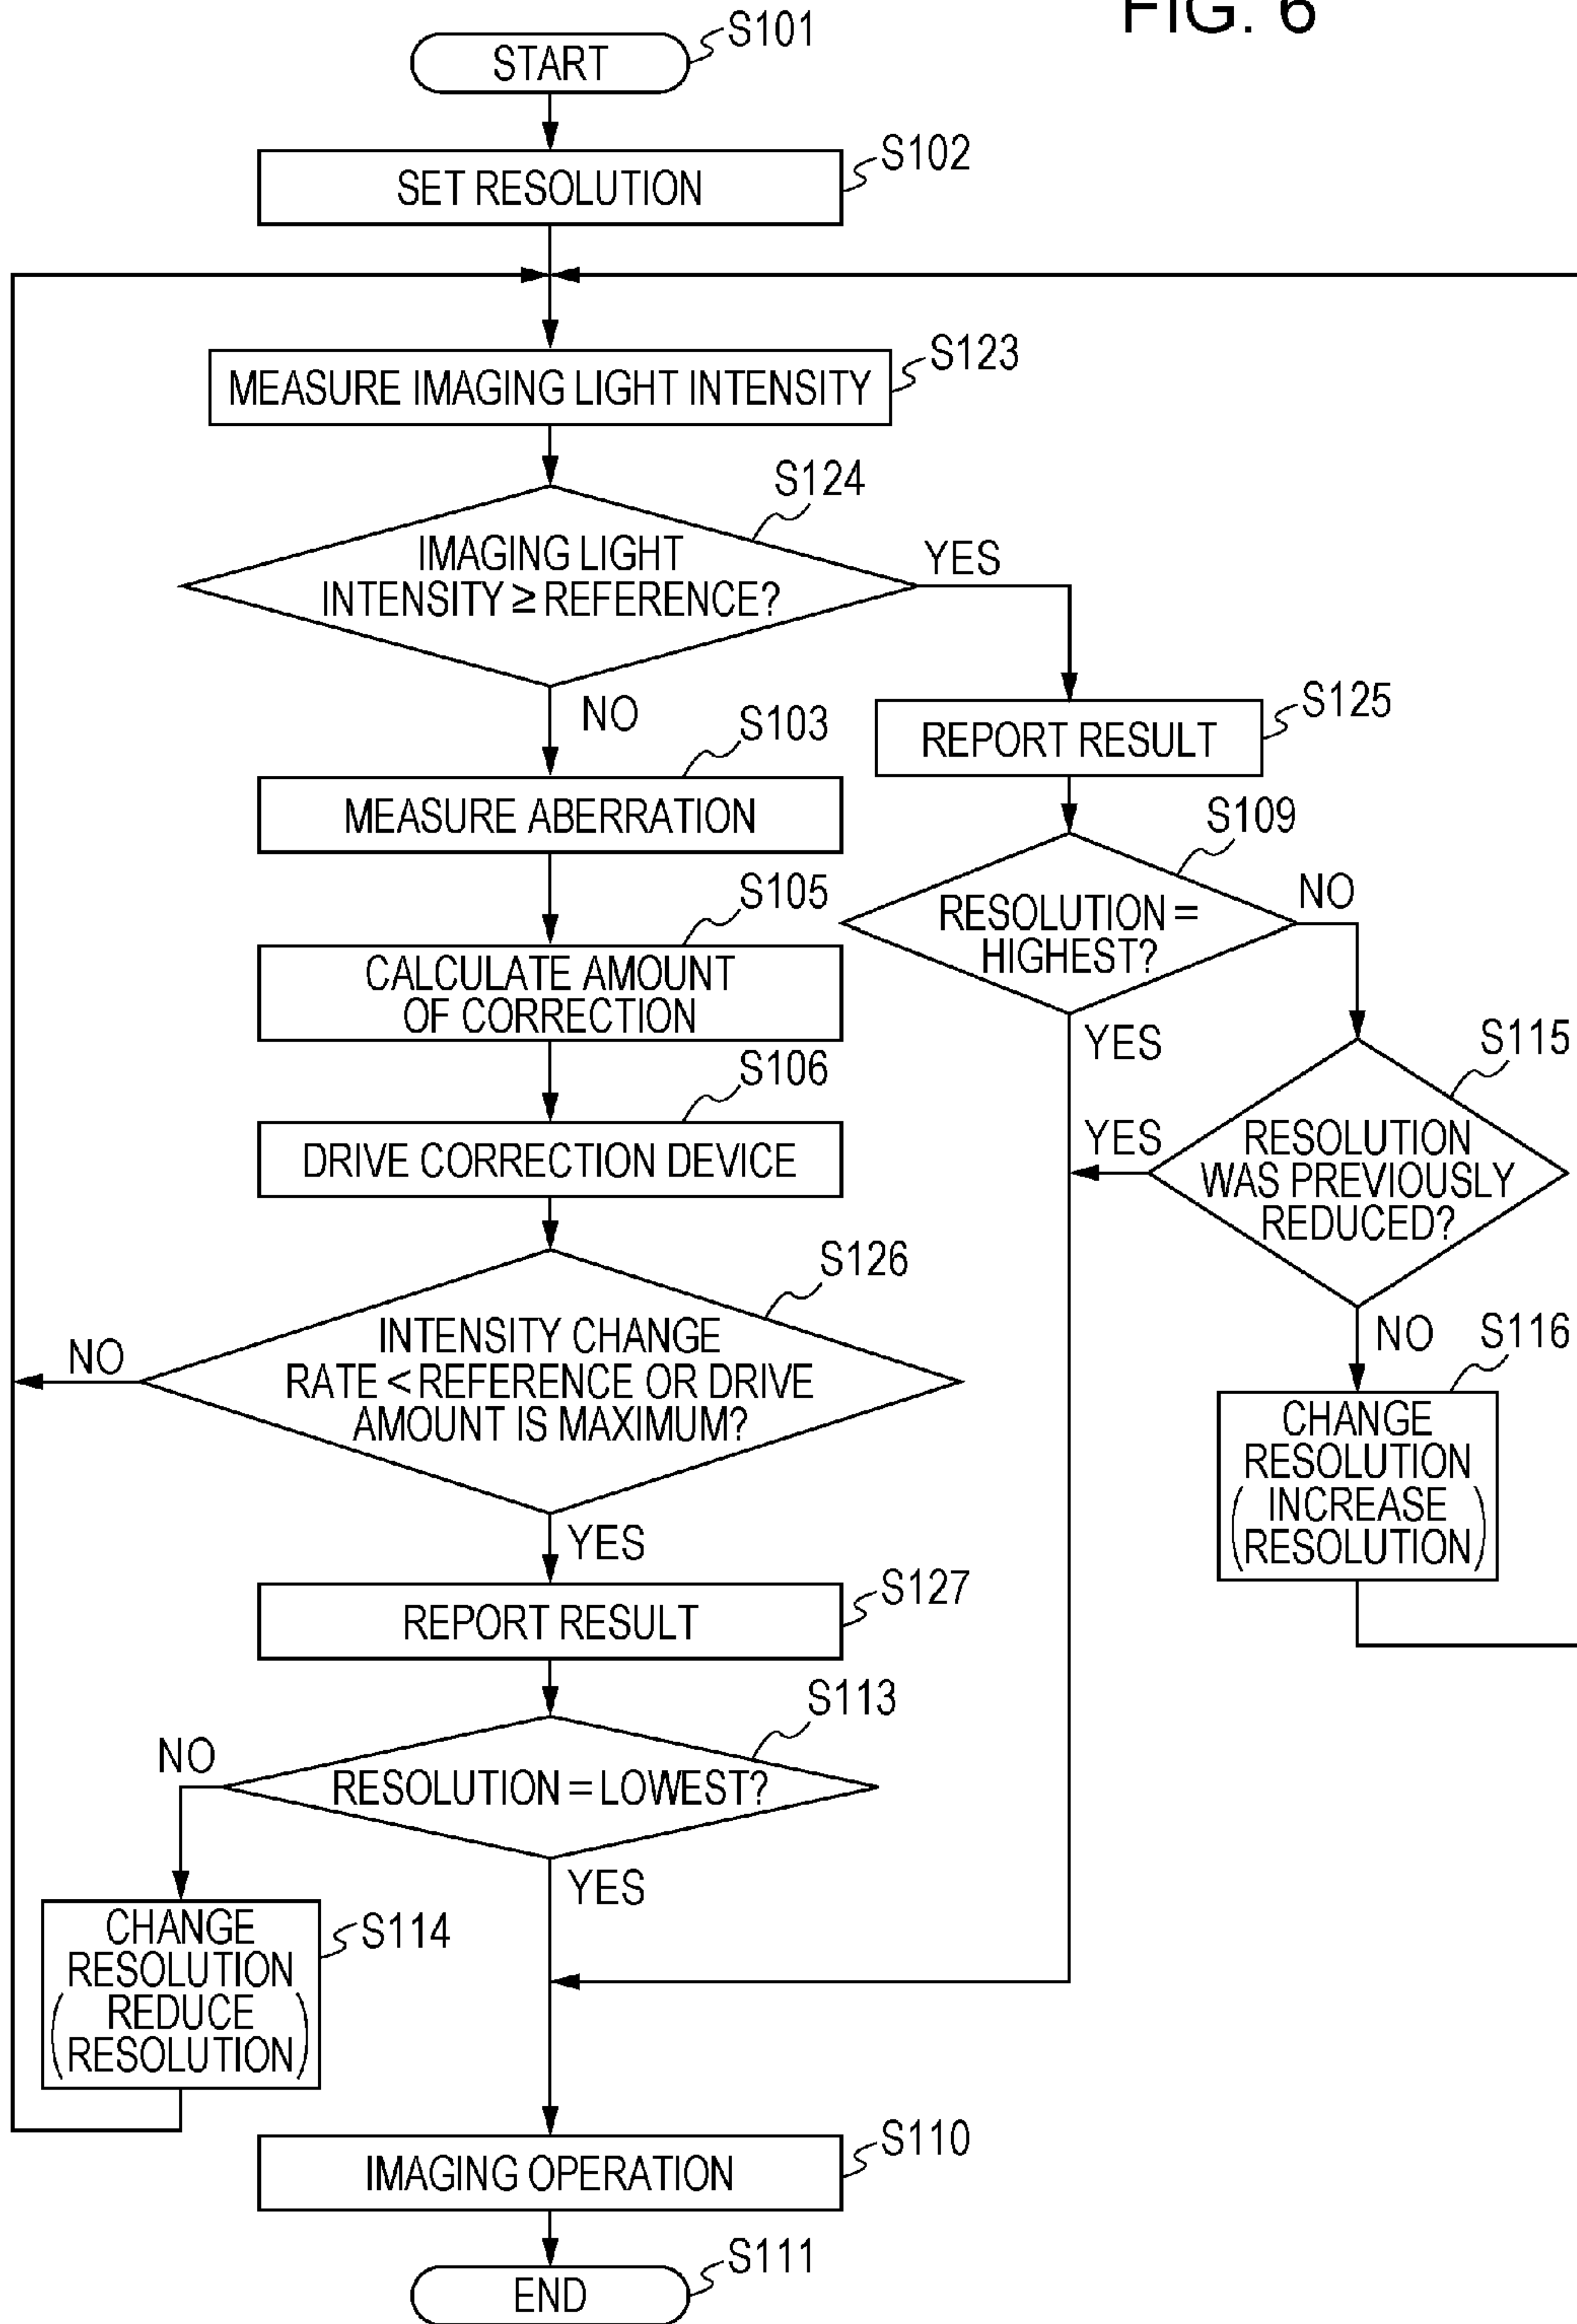 FIG. 6
START
S101
SET RESOLUTION
S102
MEASURE IMAGING LIGHT INTENSITY
S123
IMAGING LIGHT
INTENSITY ≥ REFERENCE?
S124
YES
NO
REPORT RESULT
S125
MEASURE ABERRATION
S103
RESOLUTION =
HIGHEST?
S109
NO
YES
CALCULATE AMOUNT
OF CORRECTION
S105
RESOLUTION
WAS PREVIOUSLY
REDUCED?
S115
YES
NO
DRIVE CORRECTION DEVICE
S106
INTENSITY CHANGE
RATE < REFERENCE OR DRIVE
AMOUNT IS MAXIMUM?
S126
NO
YES
CHANGE
RESOLUTION
(INCREASE
RESOLUTION)
S116
REPORT RESULT
S127
RESOLUTION = LOWEST?
S113
NO
YES
CHANGE
RESOLUTION
(REDUCE
RESOLUTION)
S114
IMAGING OPERATION
S110
END
S111